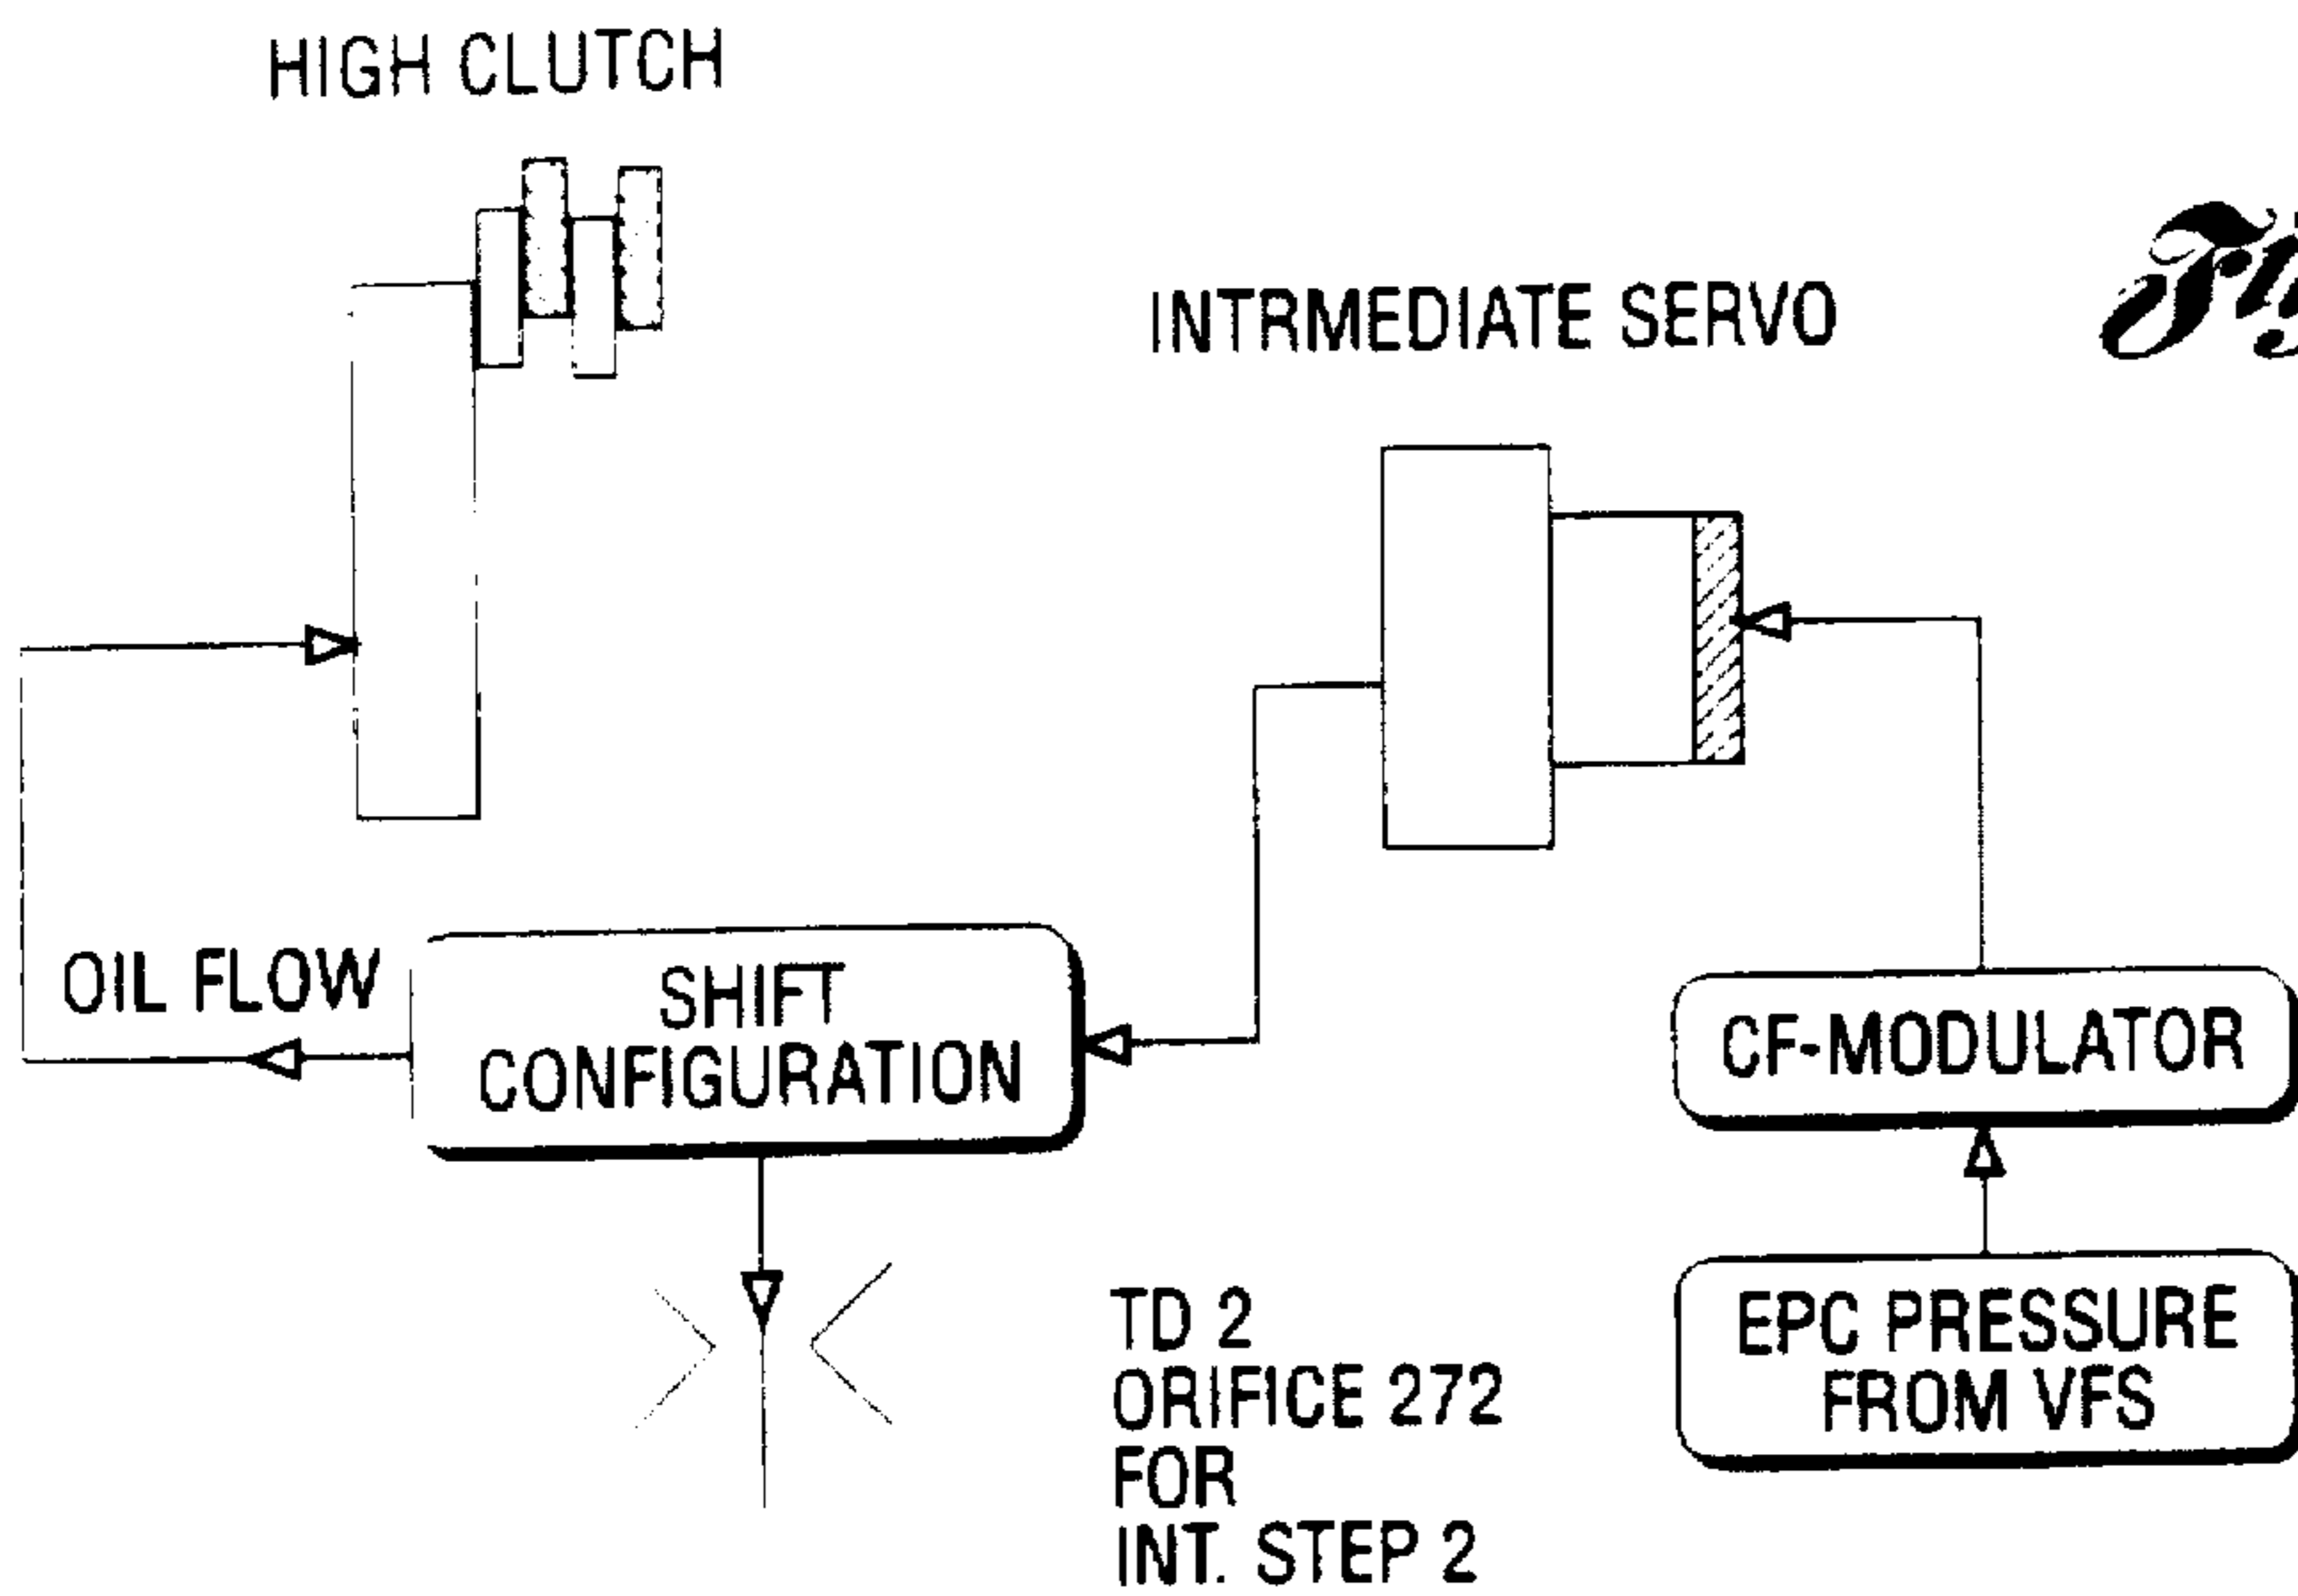 HIGH CLUTCH
INTRMEDIATE SERVO
OIL FLOW
SHIFT
CONFIGURATION
CF-MODULATOR
EPC PRESSURE
FROM VFS
TD 2
ORIFICE 272
FOR
INT. STEP 2